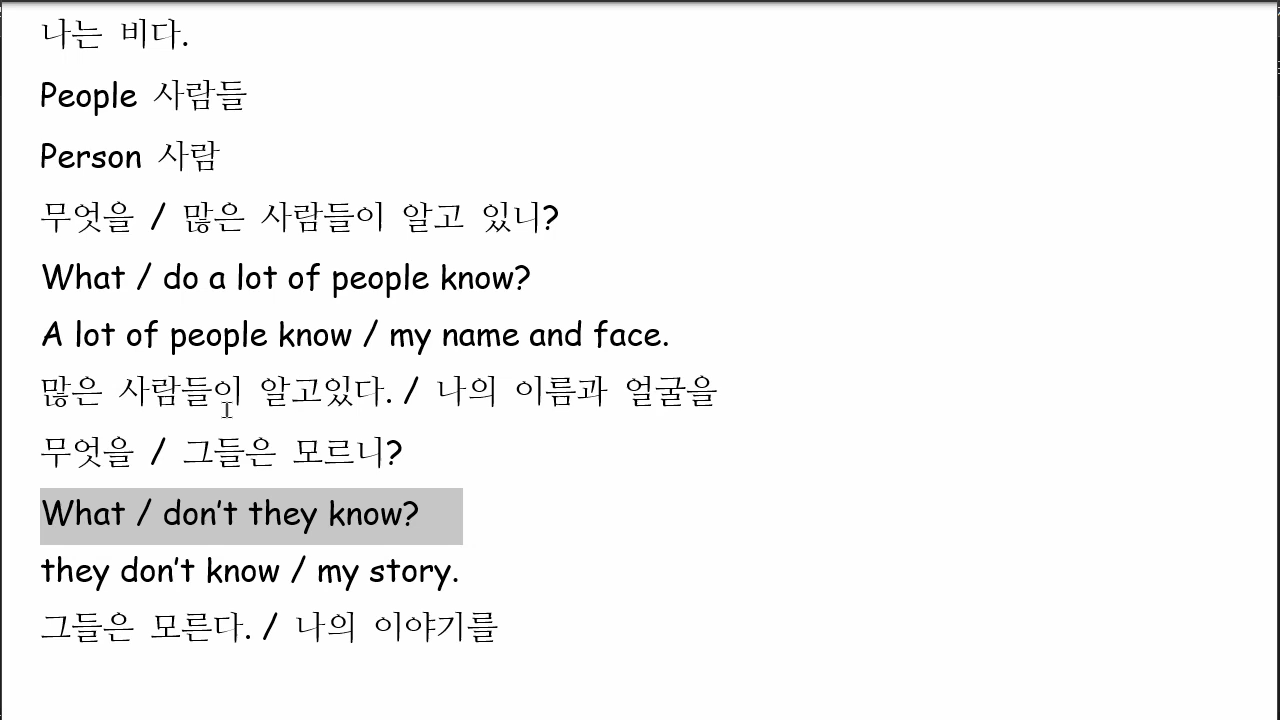 나는 비다.
People 사람들
Person 사람
무엇을 / 많은 사람들이 알고 있니?
What / do a lot of people know?
A lot of people know / my name and face.
많은 사람들이 알고있다. / 나의 이름과 얼굴을
무엇을 / 그들은 모르니?
What / don't they know?
they don't know / my story.
그들은 모른다. / 나의 이야기를